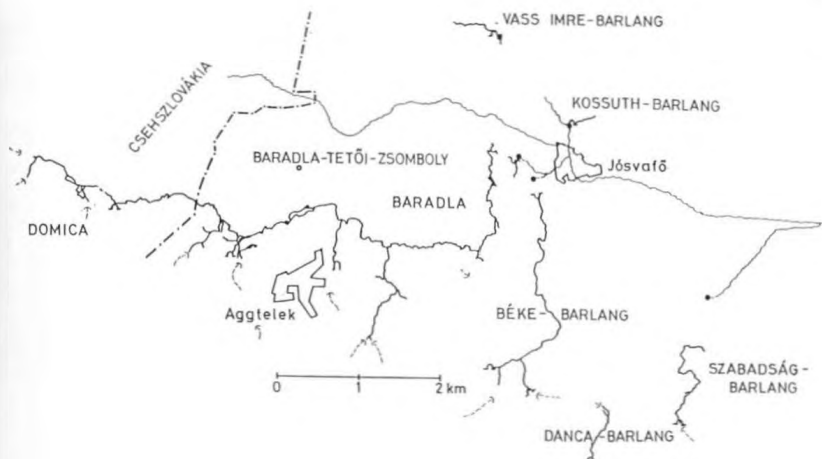 VASS IMRE-BARLANG
CSEHSZLOVÁKIA
KOSSUTH-BARLANG
BARADLA-TETŐI-ZSOMBOLY
Jósvafő
BARADLA
DOMICA
Aggtelek
BÉKE-BARLANG
SZABADSÁG-
BARLANG
0 1 2 km
DANCA-BARLANG